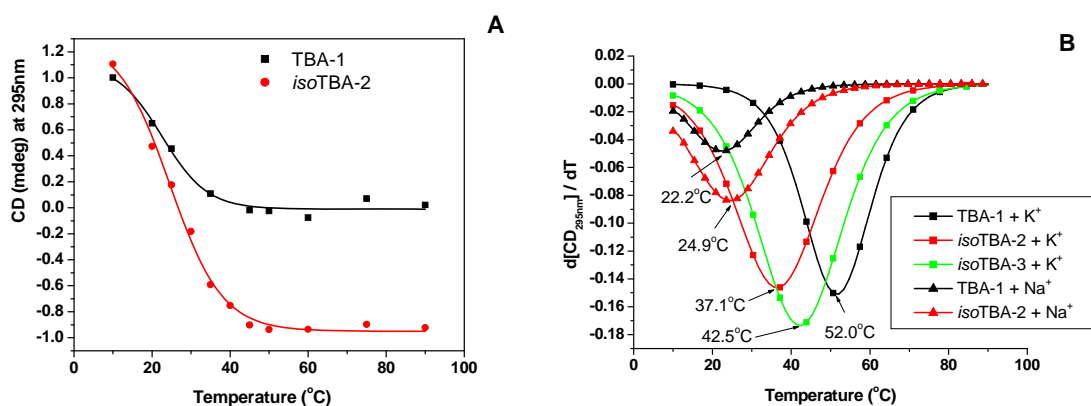 A
TBA-1
isoTBA-2
CD (mdeg) at 295nm
1.2
1.0
0.8
0.6
0.4
0.2
0.0
-0.2
-0.4
-0.6
-0.8
-1.0
0 20 40 60 80 100
Temperature (°C)
B
d[CD295nm] / dT
0.02
0.00
-0.02
-0.04
-0.06
-0.08
-0.10
-0.12
-0.14
-0.16
-0.18
22.2°C
24.9°C
37.1°C
42.5°C
52.0°C
TBA-1 + K+
isoTBA-2 + K+
isoTBA-3 + K+
TBA-1 + Na+
isoTBA-2 + Na+
0 20 40 60 80 100
Temperature (°C)